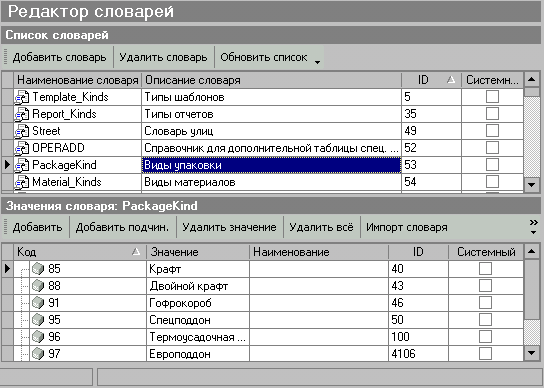 Редактор словарей
Список словарей
Добавить словарь Удалить словарь Обновить список
Наименование словаря Описание словаря ID Системн...
Template_Kinds Типы шаблонов 5
Report_Kinds Типы отчетов 35
Street Словарь улиц 49
OPERADD Справочник для дополнительной таблицы спец. ... 52
PackageKind Виды упаковки 53
Material_Kinds Виды материалов 54
Значения словаря: PackageKind
Добавить Добавить подчин. Удалить значение Удалить всё Импорт словаря »
Код Значение Наименование ID Системный
85 Крафт 40
88 Двойной крафт 43
91 Гофрокороб 46
95 Спецподдон 50
96 Термоусадочная ... 100
97 Европоддон 4106